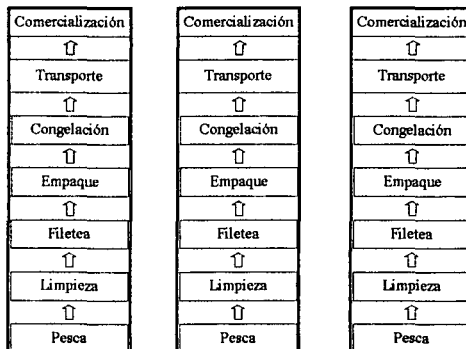 Comercialización Comercialización Comercialización
Transporte Transporte Transporte
Congelación Congelación Congelación
Empaque Empaque Empaque
Filetea Filetea Filetea
Limpieza Limpieza Limpieza
Pesca Pesca Pesca